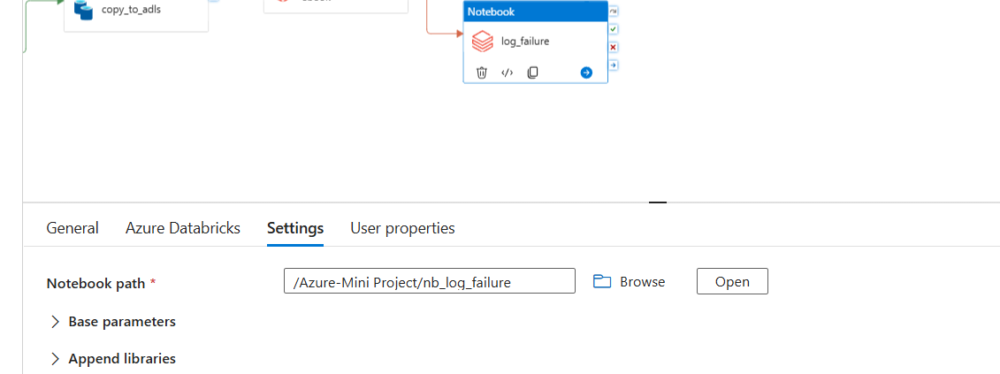 copy_to_adls
Notebook
log_failure
General
Azure Databricks
Settings
User properties
Notebook path *
/Azure-Mini Project/nb_log_failure
Browse
Open
Base parameters
Append libraries